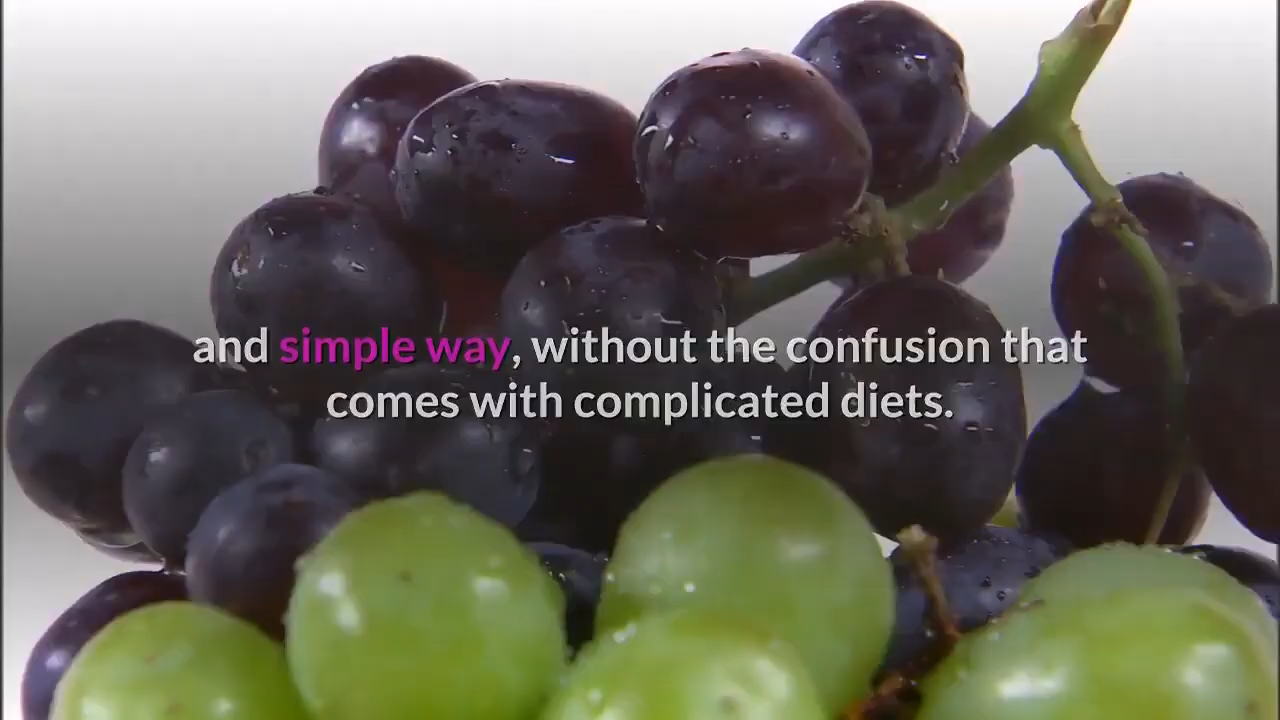 and simple way, without the confusion that
comes with complicated diets.